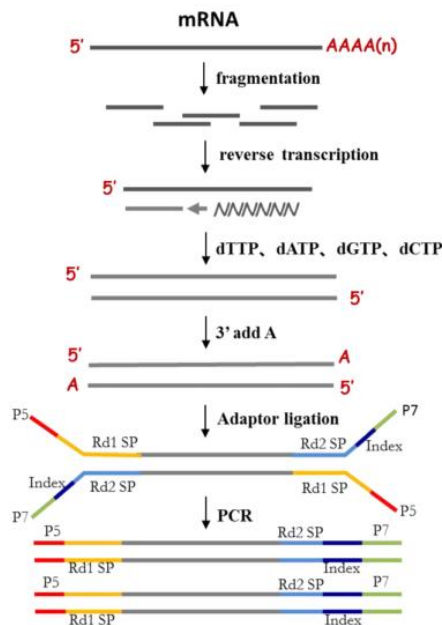 mRNA
5' AAAA(n)
fragmentation
reverse transcription
5'
NNNNNN
dTTP、dATP、dGTP、dCTP
5'
5'
3' add A
5' A
A 5'
Adaptor ligation
P5 P7
Rd1 SP Rd2 SP Index
Index Rd2 SP Rd1 SP
P7 P5
PCR
P5 Rd2 SP P7
Rd1 SP Index
P5 Rd2 SP P7
Rd1 SP Index